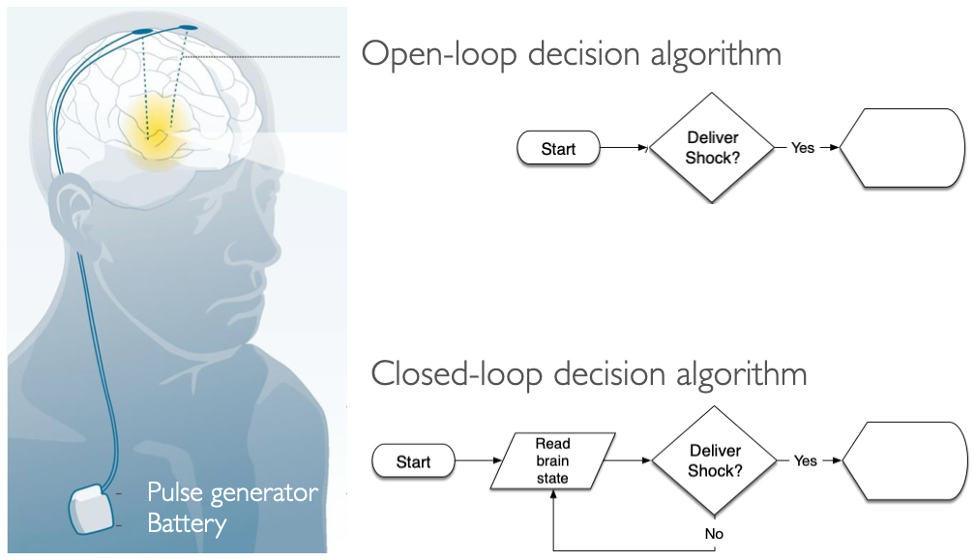 Open-loop decision algorithm
Start
Deliver
Shock?
Yes
Closed-loop decision algorithm
Start
Read
brain
state
Deliver
Shock?
Yes
No
Pulse generator
Battery